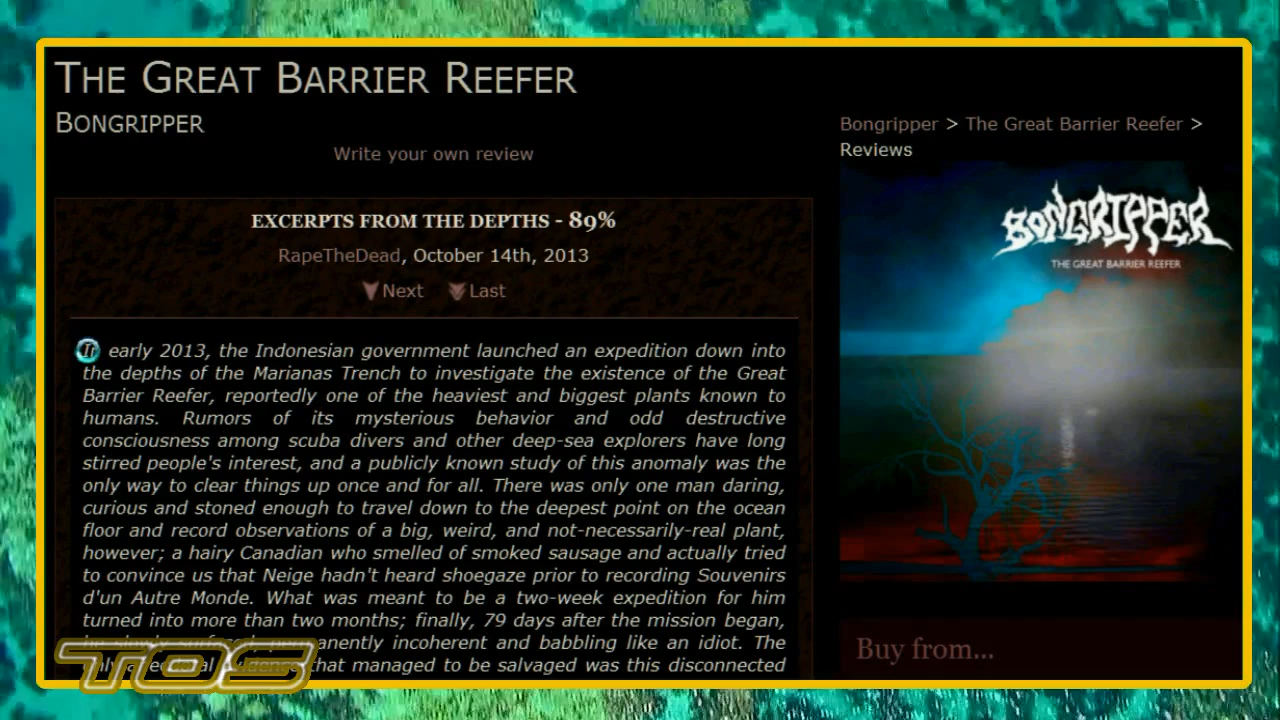 THE GREAT BARRIER REEFER
BONGRIPPER
Write your own review
Bongripper > The Great Barrier Reefer >
Reviews
BONGRIPPER
THE GREAT BARRIER REEFER
EXCERPTS FROM THE DEPTHS - 89%
RapeTheDead, October 14th, 2013
Next Last
early 2013, the Indonesian government launched an expedition down into
the depths of the Marianas Trench to investigate the existence of the Great
Barrier Reefer, reportedly one of the heaviest and biggest plants known to
humans. Rumors of its mysterious behavior and odd destructive
consciousness among scuba divers and other deep-sea explorers have long
stirred people's interest, and a publicly known study of this anomaly was the
only way to clear things up once and for all. There was only one man daring,
curious and stoned enough to travel down to the deepest point on the ocean
floor and record observations of a big, weird, and not-necessarily-real plant,
however; a hairy Canadian who smelled of smoked sausage and actually tried
to convince us that Neige hadn't heard shoegaze prior to recording Souvenirs
d'un Autre Monde. What was meant to be a two-week expedition for him
turned into more than two months; finally, 79 days after the mission began,
he slowly surfaced, permanently incoherent and babbling like an idiot. The
that managed to be salvaged was this disconnected
Buy from...
TOS